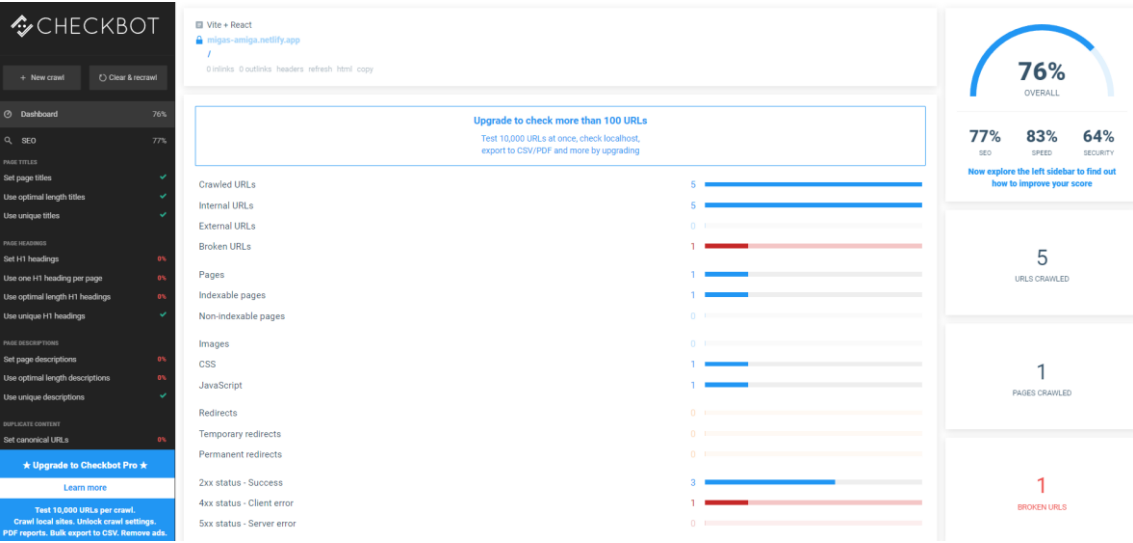 CHECKBOT
+ New crawl
Clear & recrawl
Dashboard 76%
SEO 77%
PAGE TITLES
Set page titles
Use optimal length titles
Use unique titles
PAGE HEADINGS
Set H1 headings 0%
Use one H1 heading per page 0%
Use optimal length H1 headings 0%
Use unique H1 headings
PAGE DESCRIPTIONS
Set page descriptions 0%
Use optimal length descriptions 0%
Use unique descriptions
DUPLICATE CONTENT
Set canonical URLs 0%
★ Upgrade to Checkbot Pro ★
Learn more
Test 10,000 URLs per crawl.
Crawl local sites. Unlock crawl settings.
PDF reports. Bulk export to CSV. Remove ads.
Vite + React
migas-amiga.netlify.app
/
0 inlinks 0 outlinks headers refresh html copy
Upgrade to check more than 100 URLs
Test 10,000 URLs at once, check localhost,
export to CSV/PDF and more by upgrading
Crawled URLs 5
Internal URLs 5
External URLs 0
Broken URLs 1
Pages 1
Indexable pages 1
Non-indexable pages 0
Images 0
CSS 1
JavaScript 1
Redirects 0
Temporary redirects 0
Permanent redirects 0
2xx status - Success 3
4xx status - Client error 1
5xx status - Server error 0
76%
OVERALL
77% 83% 64%
SEO SPEED SECURITY
Now explore the left sidebar to find out
how to improve your score
5
URLS CRAWLED
1
PAGES CRAWLED
1
BROKEN URLS